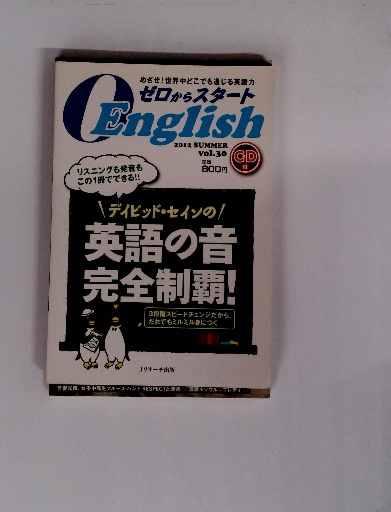 めざせ!世界中どこでも通じる英語力
ゼロからスタート
English
2012 SUMMER
vol.30
定価
800円
CD
付
リスニングも発音も
この1冊でできる!!
デイビッド・セインの
英語の音
完全制覇!
3段階スピードチェンジだから、
だれでもミルミル身につく
Jリサーチ出版